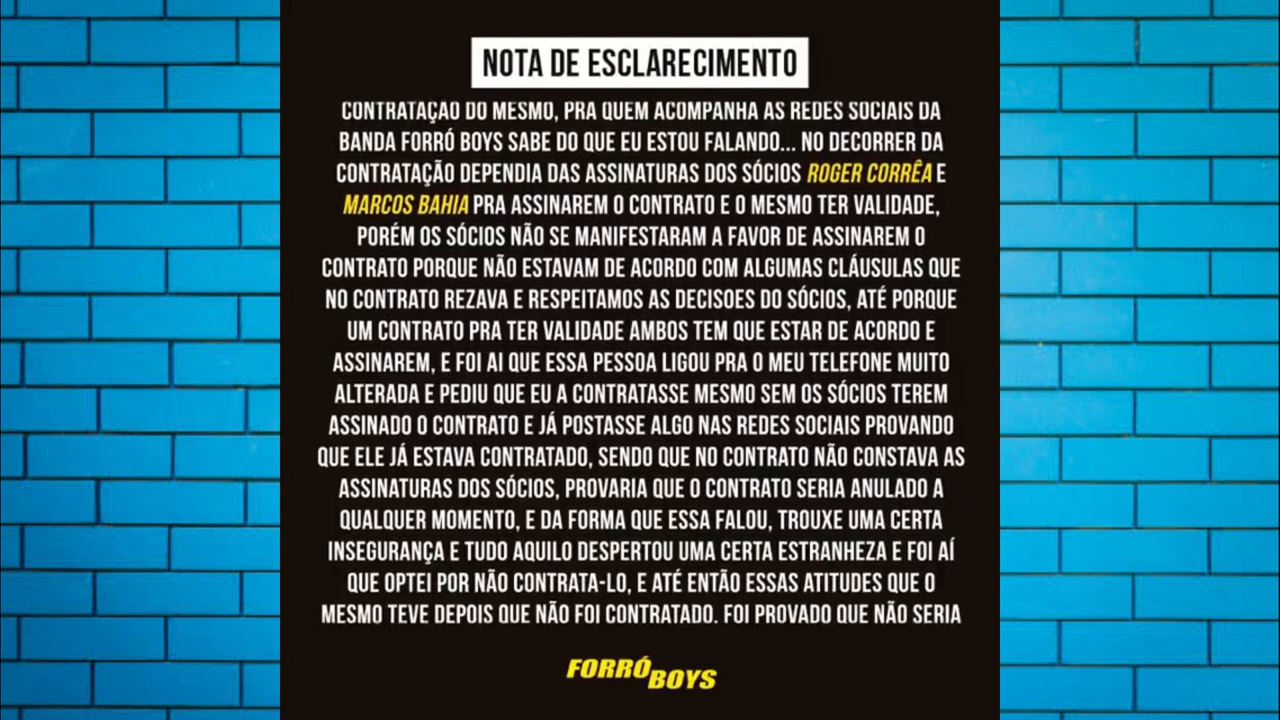 NOTA DE ESCLARECIMENTO
CONTRATAÇÃO DO MESMO, PRA QUEM ACOMPANHA AS REDES SOCIAIS DA
BANDA FORRÓ BOYS SABE DO QUE EU ESTOU FALANDO... NO DECORRER DA
CONTRATAÇÃO DEPENDIA DAS ASSINATURAS DOS SÓCIOS ROGER CORRÊA E
MARCOS BAHIA PRA ASSINAREM O CONTRATO E O MESMO TER VALIDADE,
PORÉM OS SÓCIOS NÃO SE MANIFESTARAM A FAVOR DE ASSINAREM O
CONTRATO PORQUE NÃO ESTAVAM DE ACORDO COM ALGUMAS CLÁUSULAS QUE
NO CONTRATO REZAVA E RESPEITAMOS AS DECISOES DO SÓCIOS, ATÉ PORQUE
UM CONTRATO PRA TER VALIDADE AMBOS TEM QUE ESTAR DE ACORDO E
ASSINAREM, E FOI AI QUE ESSA PESSOA LIGOU PRA O MEU TELEFONE MUITO
ALTERADA E PEDIU QUE EU A CONTRATASSE MESMO SEM OS SÓCIOS TEREM
ASSINADO O CONTRATO E JÁ POSTASSE ALGO NAS REDES SOCIAIS PROVANDO
QUE ELE JÁ ESTAVA CONTRATADO, SENDO QUE NO CONTRATO NÃO CONSTAVA AS
ASSINATURAS DOS SÓCIOS, PROVARIA QUE O CONTRATO SERIA ANULADO A
QUALQUER MOMENTO, E DA FORMA QUE ESSA FALOU, TROUXE UMA CERTA
INSEGURANÇA E TUDO AQUILO DESPERTOU UMA CERTA ESTRANHEZA E FOI AÍ
QUE OPTEI POR NÃO CONTRATA-LO, E ATÉ ENTÃO ESSAS ATITUDES QUE O
MESMO TEVE DEPOIS QUE NÃO FOI CONTRATADO. FOI PROVADO QUE NÃO SERIA
FORRÓ BOYS